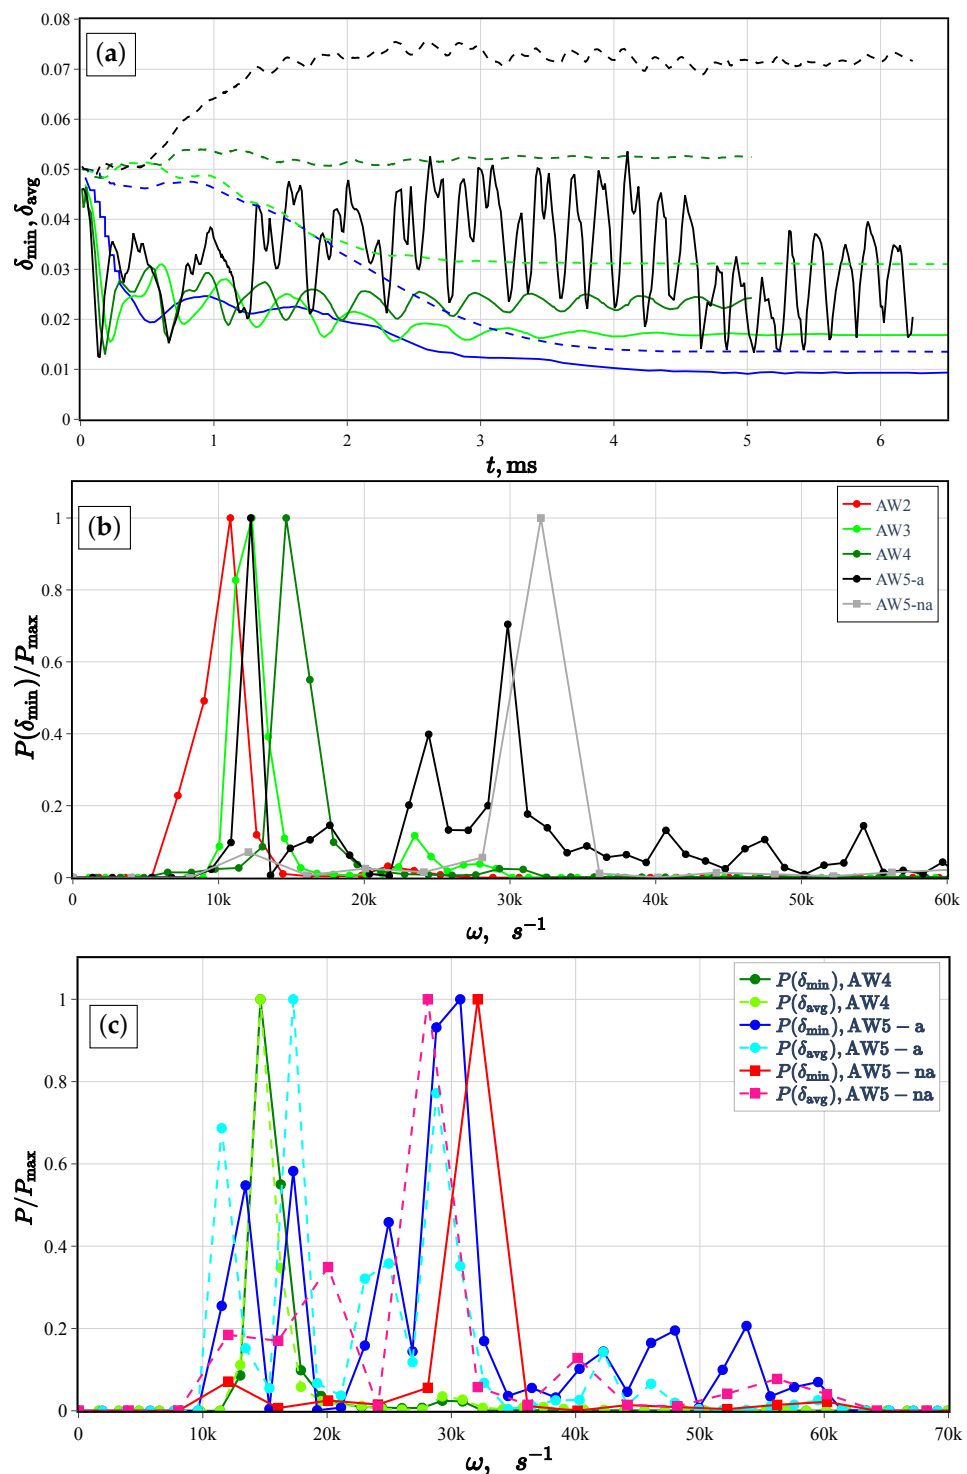 (a)
0.08
0.07
0.06
0.05
0.04
0.03
0.02
0.01
0
δmin, δavg
0 1 2 3 4 5 6
t, ms
(b)
AW2
AW3
AW4
AW5-a
AW5-na
1
0.8
0.6
0.4
0.2
0
P(δmin)/Pmax
0 10k 20k 30k 40k 50k 60k
ω, s⁻¹
(c)
P(δmin), AW4
P(δavg), AW4
P(δmin), AW5 − a
P(δavg), AW5 − a
P(δmin), AW5 − na
P(δavg), AW5 − na
1
0.8
0.6
0.4
0.2
0
P/Pmax
0 10k 20k 30k 40k 50k 60k 70k
ω, s⁻¹